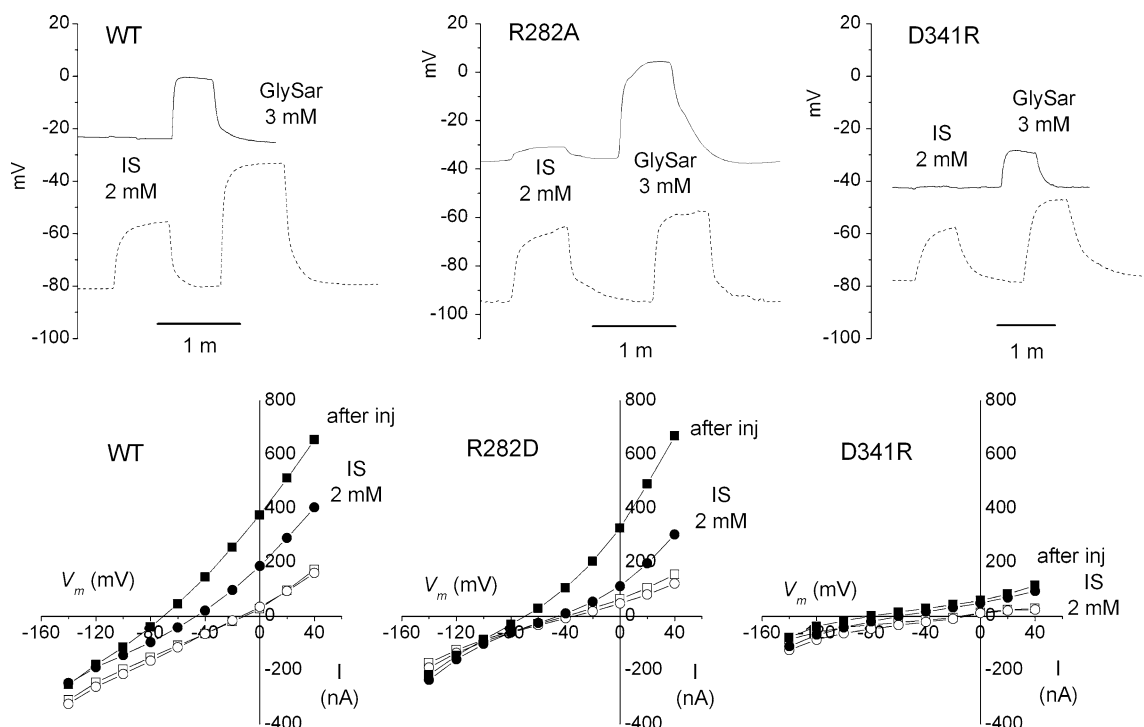 WT
R282A
D341R
20
0
-20
-40
-60
-80
-100
mV
IS
2 mM
GlySar
3 mM
1 m
20
0
-20
-40
-60
-80
-100
mV
IS
2 mM
GlySar
3 mM
1 m
20
0
-20
-40
-60
-80
-100
mV
IS
2 mM
GlySar
3 mM
1 m
WT
800
600
400
200
0
-200
-400
after inj
IS
2 mM
Vm (mV)
-160 -120 -80 -40 0 40
I
(nA)
R282D
800
600
400
200
0
-200
-400
after inj
IS
2 mM
Vm (mV)
-160 -120 -80 -40 0 40
I
(nA)
D341R
800
600
400
200
0
-200
-400
after inj
IS
2 mM
Vm (mV)
-160 -120 -80 -40 0 40
I
(nA)